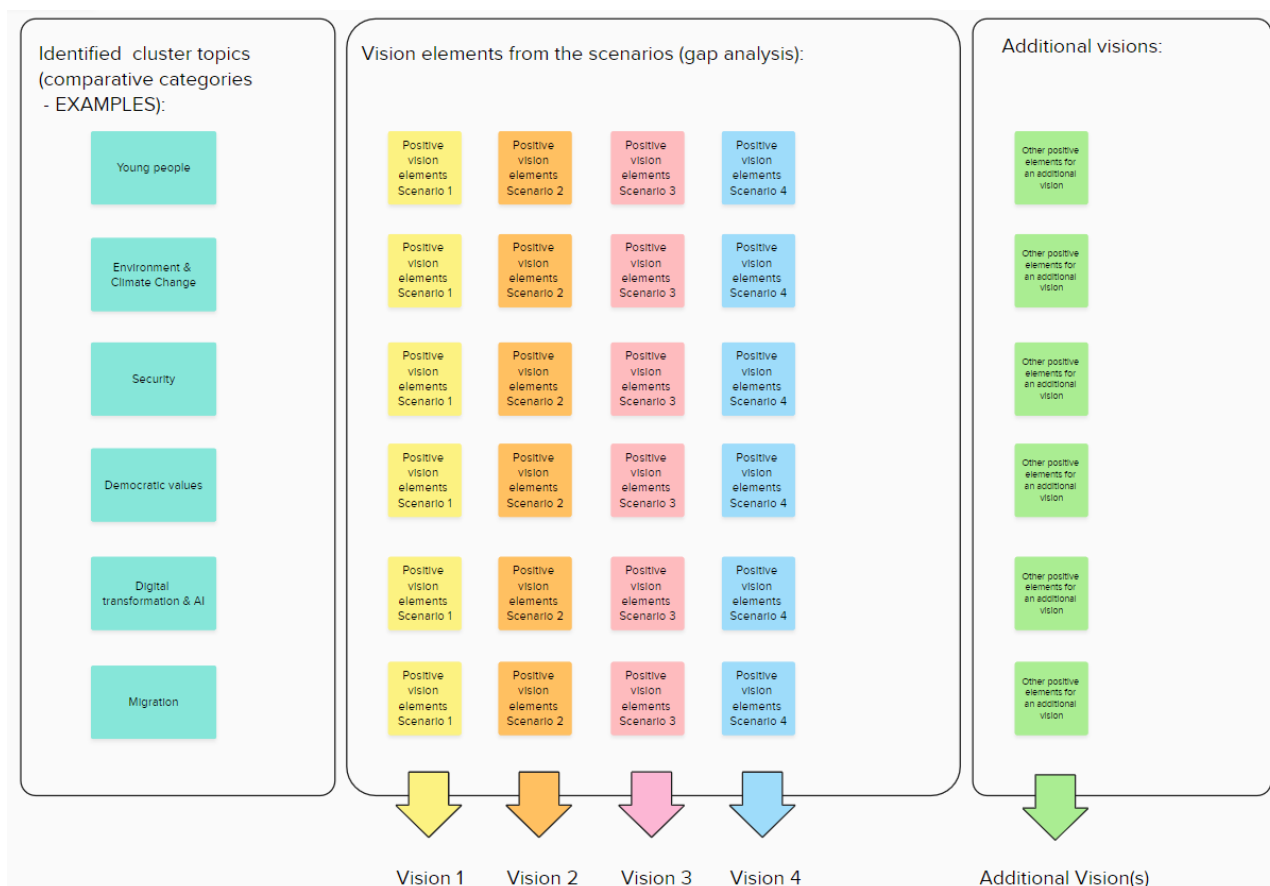 Identified cluster topics
(comparative categories
- EXAMPLES):
Vision elements from the scenarios (gap analysis):
Additional visions:
Young people
Positive
vision
elements
Scenario 1
Positive
vision
elements
Scenario 2
Positive
vision
elements
Scenario 3
Positive
vision
elements
Scenario 4
Other positive
elements for
an additional
vision
Environment &
Climate Change
Positive
vision
elements
Scenario 1
Positive
vision
elements
Scenario 2
Positive
vision
elements
Scenario 3
Positive
vision
elements
Scenario 4
Other positive
elements for
an additional
vision
Security
Positive
vision
elements
Scenario 1
Positive
vision
elements
Scenario 2
Positive
vision
elements
Scenario 3
Positive
vision
elements
Scenario 4
Other positive
elements for
an additional
vision
Democratic values
Positive
vision
elements
Scenario 1
Positive
vision
elements
Scenario 2
Positive
vision
elements
Scenario 3
Positive
vision
elements
Scenario 4
Other positive
elements for
an additional
vision
Digital
transformation & AI
Positive
vision
elements
Scenario 1
Positive
vision
elements
Scenario 2
Positive
vision
elements
Scenario 3
Positive
vision
elements
Scenario 4
Other positive
elements for
an additional
vision
Migration
Positive
vision
elements
Scenario 1
Positive
vision
elements
Scenario 2
Positive
vision
elements
Scenario 3
Positive
vision
elements
Scenario 4
Other positive
elements for
an additional
vision
Vision 1
Vision 2
Vision 3
Vision 4
Additional Vision(s)